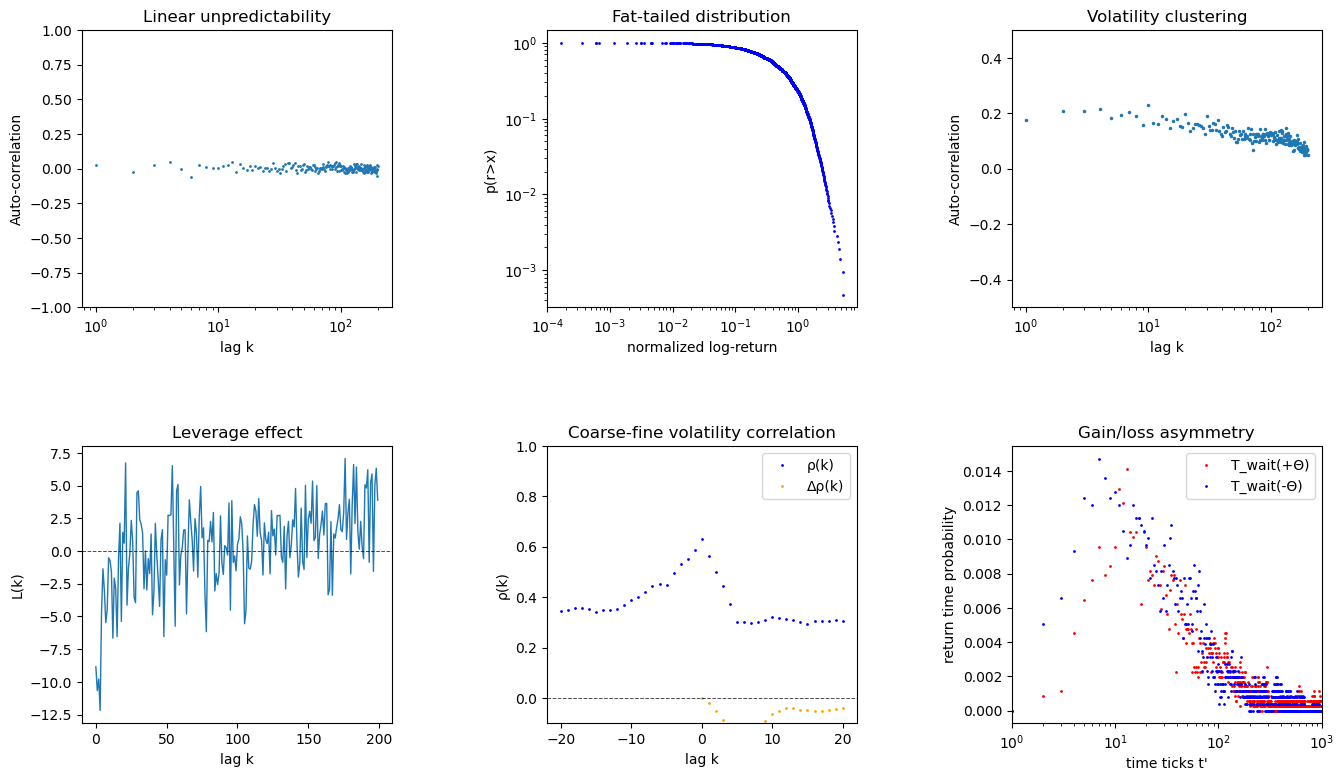 Linear unpredictability
Auto-correlation
1.00
0.75
0.50
0.25
0.00
−0.25
−0.50
−0.75
−1.00
10⁰ 10¹ 10²
lag k
Fat-tailed distribution
p(r>x)
10⁰
10⁻¹
10⁻²
10⁻³
10⁻⁴ 10⁻³ 10⁻² 10⁻¹ 10⁰
normalized log-return
Volatility clustering
Auto-correlation
0.4
0.2
0.0
−0.2
−0.4
10⁰ 10¹ 10²
lag k
Leverage effect
L(k)
7.5
5.0
2.5
0.0
−2.5
−5.0
−7.5
−10.0
−12.5
0 50 100 150 200
lag k
Coarse-fine volatility correlation
ρ(k)
1.0
0.8
0.6
0.4
0.2
0.0
ρ(k)
Δρ(k)
−20 −10 0 10 20
lag k
Gain/loss asymmetry
return time probability
0.014
0.012
0.010
0.008
0.006
0.004
0.002
0.000
T_wait(+Θ)
T_wait(-Θ)
10⁰ 10¹ 10² 10³
time ticks t'